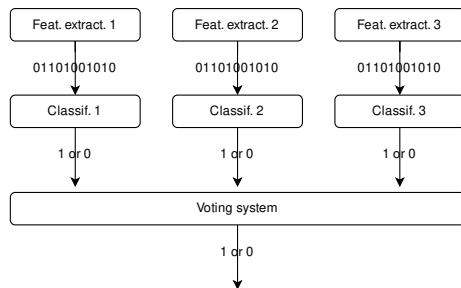 Feat. extract. 1 Feat. extract. 2 Feat. extract. 3
01101001010 01101001010 01101001010
Classif. 1 Classif. 2 Classif. 3
1 or 0 1 or 0 1 or 0
Voting system
1 or 0